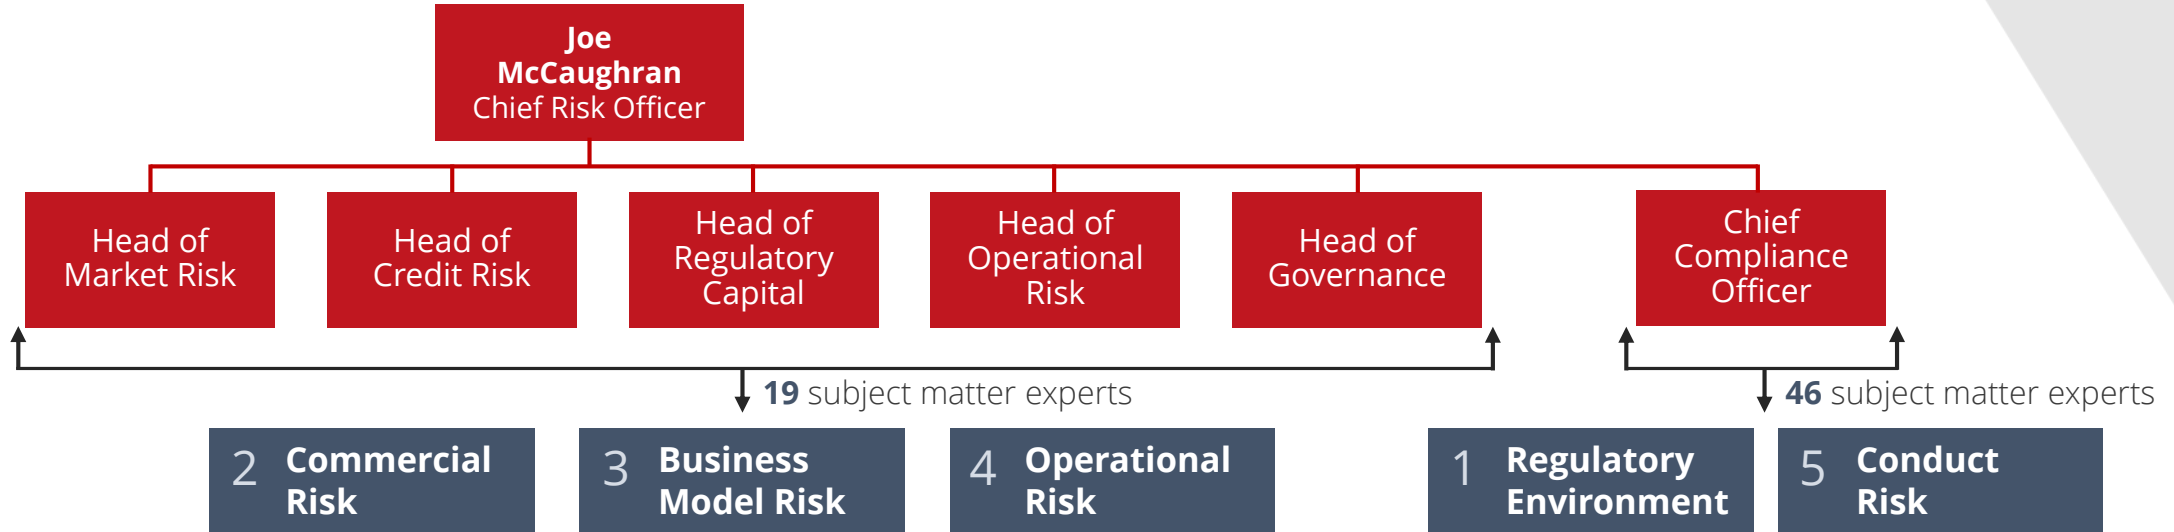 Joe
McCaughran
Chief Risk Officer
Head of
Market Risk
Head of
Credit Risk
Head of
Regulatory
Capital
Head of
Operational
Risk
Head of
Governance
Chief
Compliance
Officer
19 subject matter experts
46 subject matter experts
2 Commercial
Risk
3 Business
Model Risk
4 Operational
Risk
1 Regulatory
Environment
5 Conduct
Risk